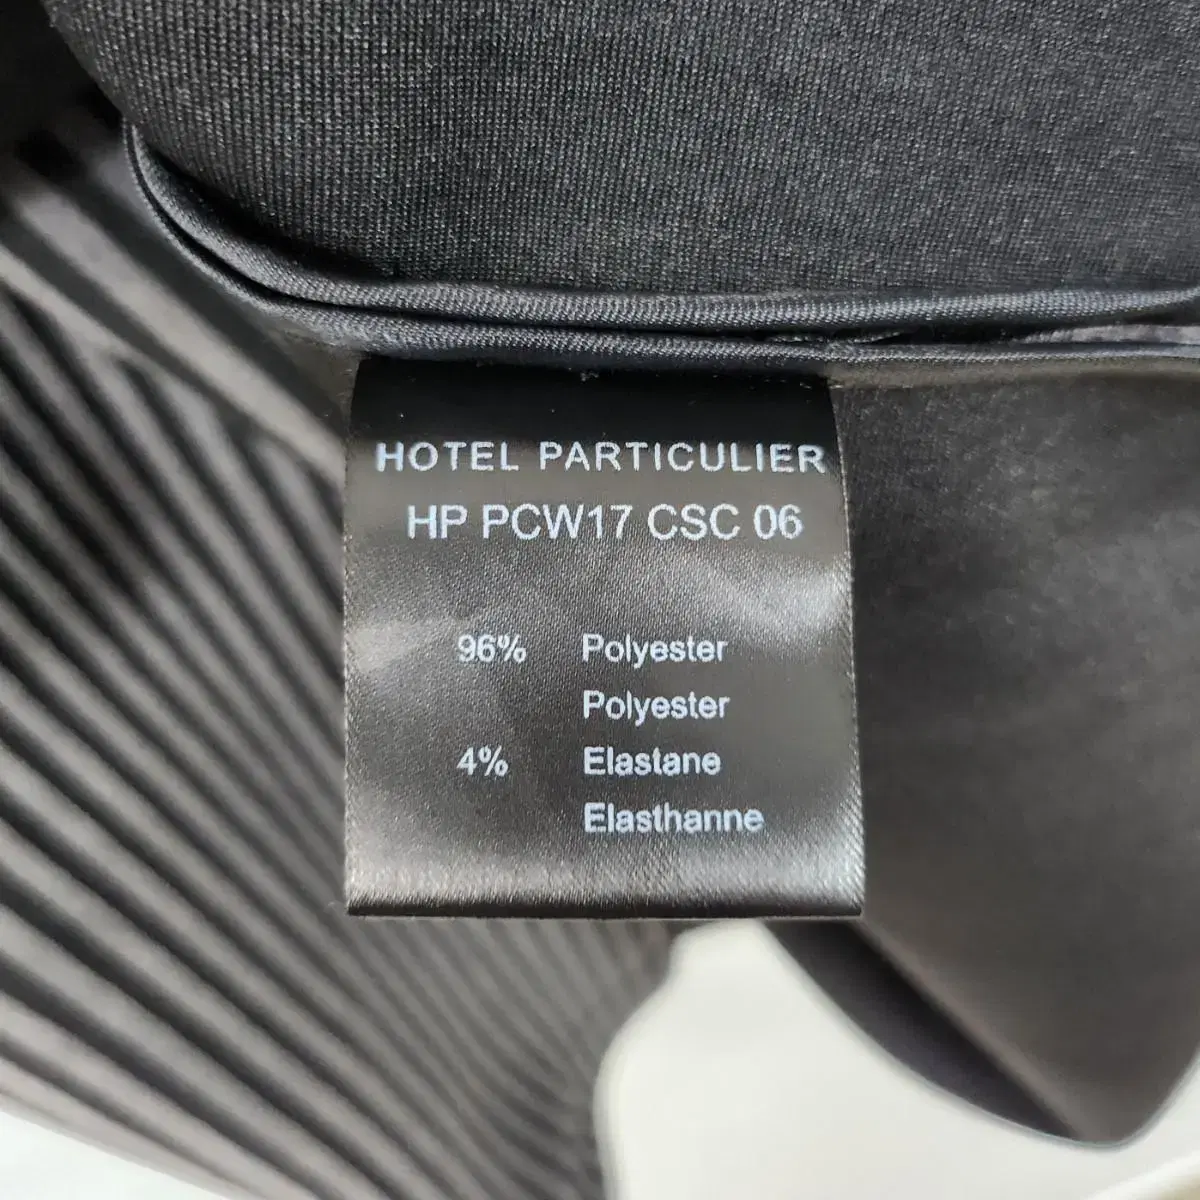 HOTEL PARTICULIER
HP PCW17 CSC 06
96% Polyester
Polyester
4% Elastane
Elasthanne